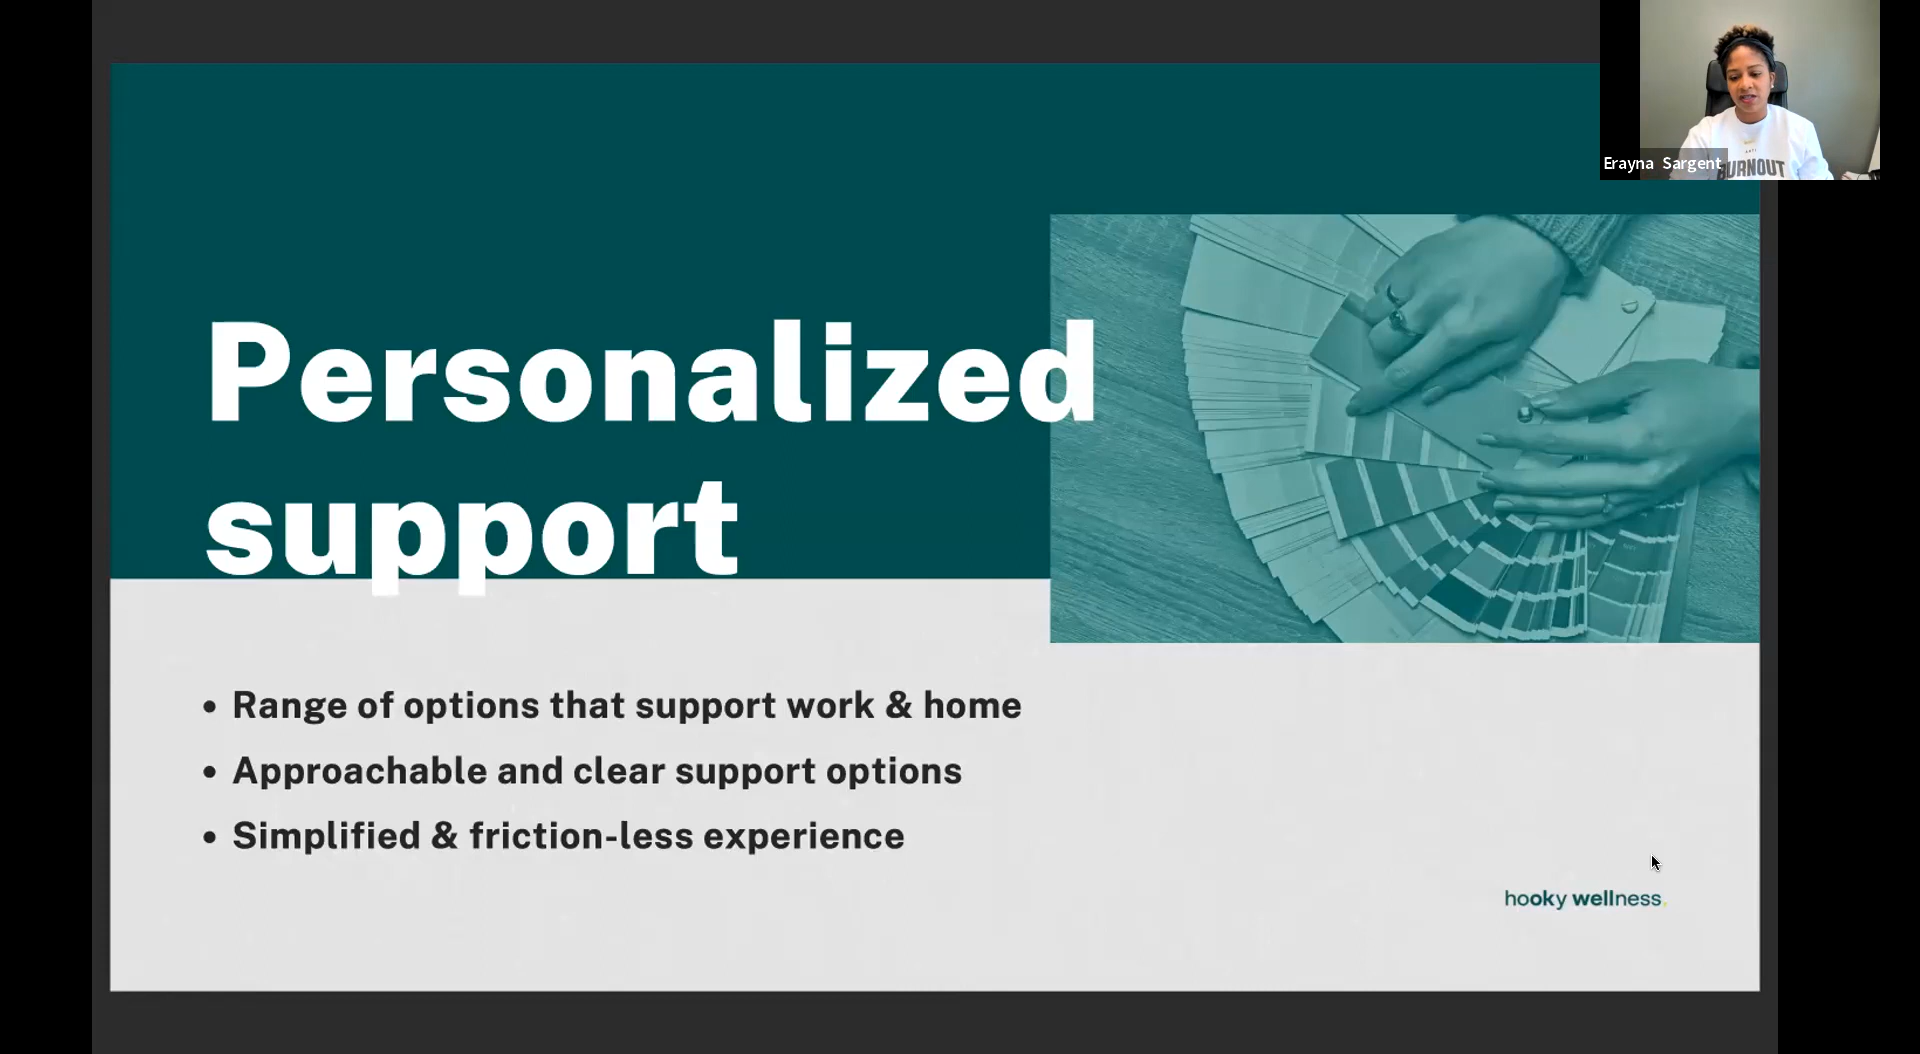 Personalized
support
• Range of options that support work & home
• Approachable and clear support options
• Simplified & friction-less experience
hooky wellness.
Erayna Sargent
BURNOUT